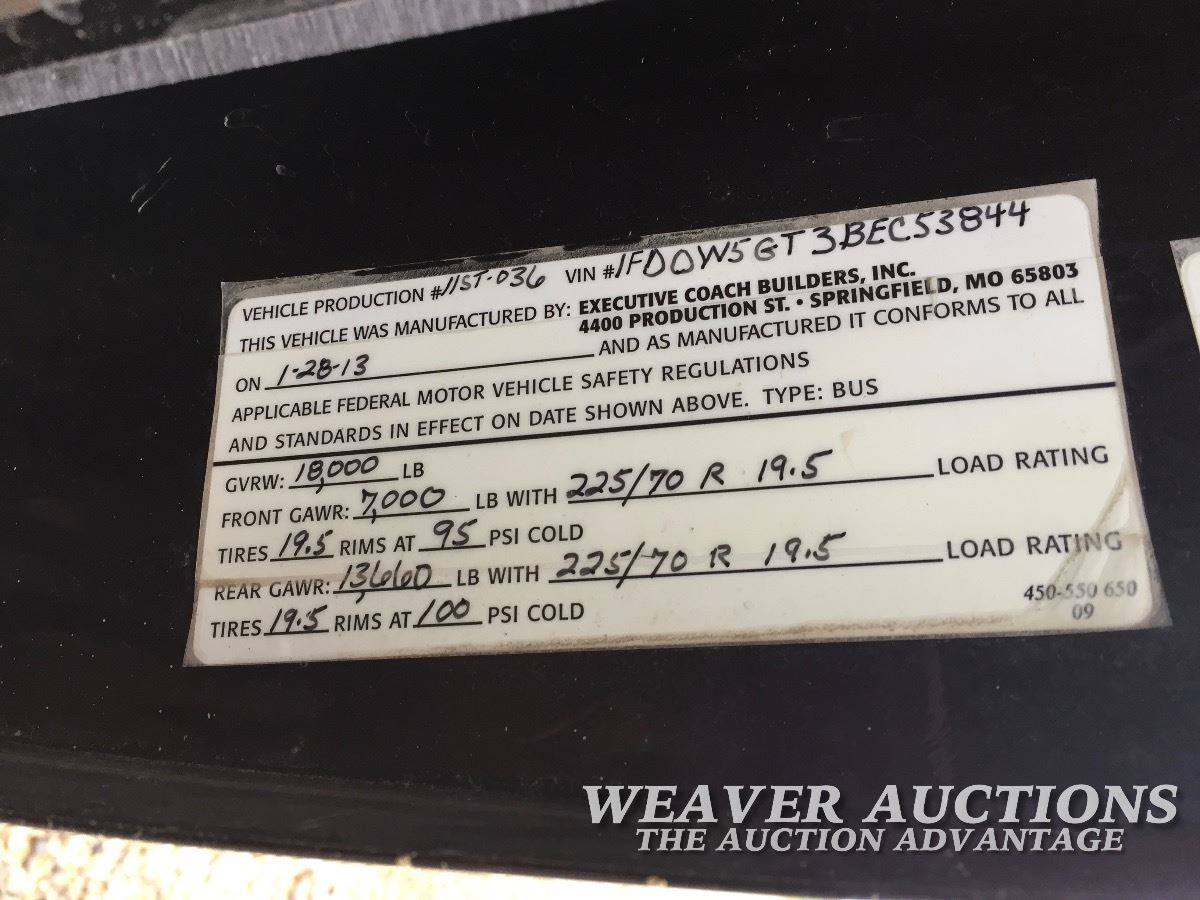 VEHICLE PRODUCTION #11ST-036 VIN #1FDOW5GT3BEC53844
THIS VEHICLE WAS MANUFACTURED BY: EXECUTIVE COACH BUILDERS, INC.
4400 PRODUCTION ST. • SPRINGFIELD, MO 65803
ON 1-28-13 AND AS MANUFACTURED IT CONFORMS TO ALL
APPLICABLE FEDERAL MOTOR VEHICLE SAFETY REGULATIONS
AND STANDARDS IN EFFECT ON DATE SHOWN ABOVE. TYPE: BUS
GVRW: 18,000 LB
FRONT GAWR: 7,000 LB WITH 225/70 R 19.5 LOAD RATING
TIRES 19.5 RIMS AT 95 PSI COLD
REAR GAWR: 13,660 LB WITH 225/70 R 19.5 LOAD RATING
TIRES 19.5 RIMS AT 100 PSI COLD
450-550 650
09
WEAVER AUCTIONS
THE AUCTION ADVANTAGE